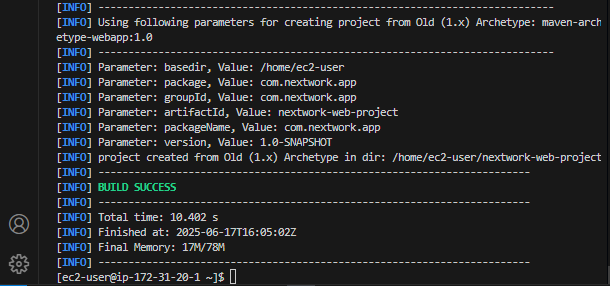 [INFO] ----------------------------------------------------------------------------
[INFO] Using following parameters for creating project from Old (1.x) Archetype: maven-arch
etype-webapp:1.0
[INFO] ----------------------------------------------------------------------------
[INFO] Parameter: basedir, Value: /home/ec2-user
[INFO] Parameter: package, Value: com.nextwork.app
[INFO] Parameter: groupId, Value: com.nextwork.app
[INFO] Parameter: artifactId, Value: nextwork-web-project
[INFO] Parameter: packageName, Value: com.nextwork.app
[INFO] Parameter: version, Value: 1.0-SNAPSHOT
[INFO] project created from Old (1.x) Archetype in dir: /home/ec2-user/nextwork-web-project
[INFO] ------------------------------------------------------------------------
[INFO] BUILD SUCCESS
[INFO] ------------------------------------------------------------------------
[INFO] Total time: 10.402 s
[INFO] Finished at: 2025-06-17T16:05:02Z
[INFO] Final Memory: 17M/78M
[INFO] ------------------------------------------------------------------------
[ec2-user@ip-172-31-20-1 ~]$